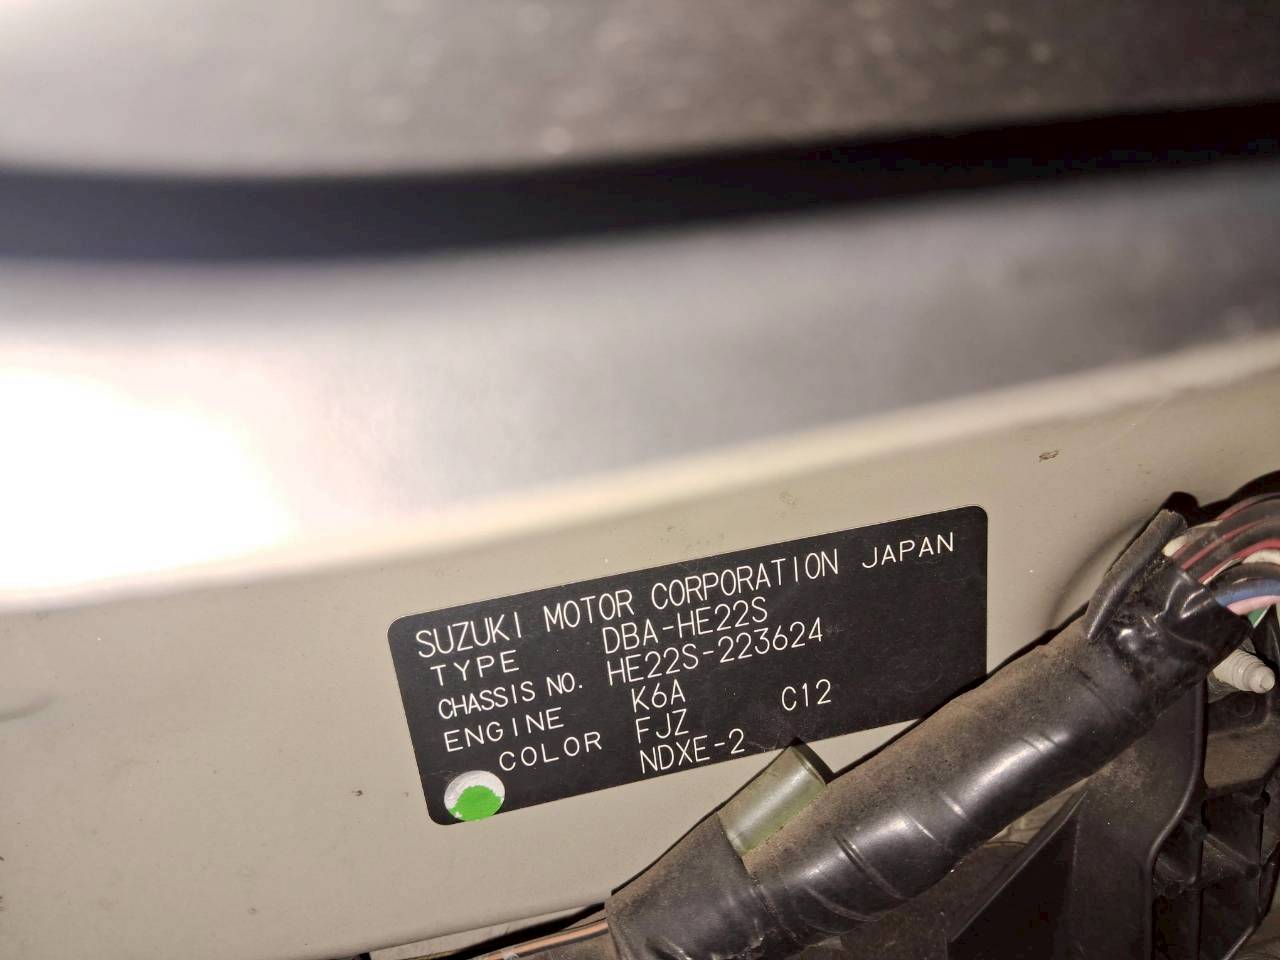 SUZUKI MOTOR CORPORATION JAPAN
TYPE DBA-HE22S
CHASSIS NO. HE22S-223624
ENGINE K6A
COLOR FJZ C12
NDXE-2